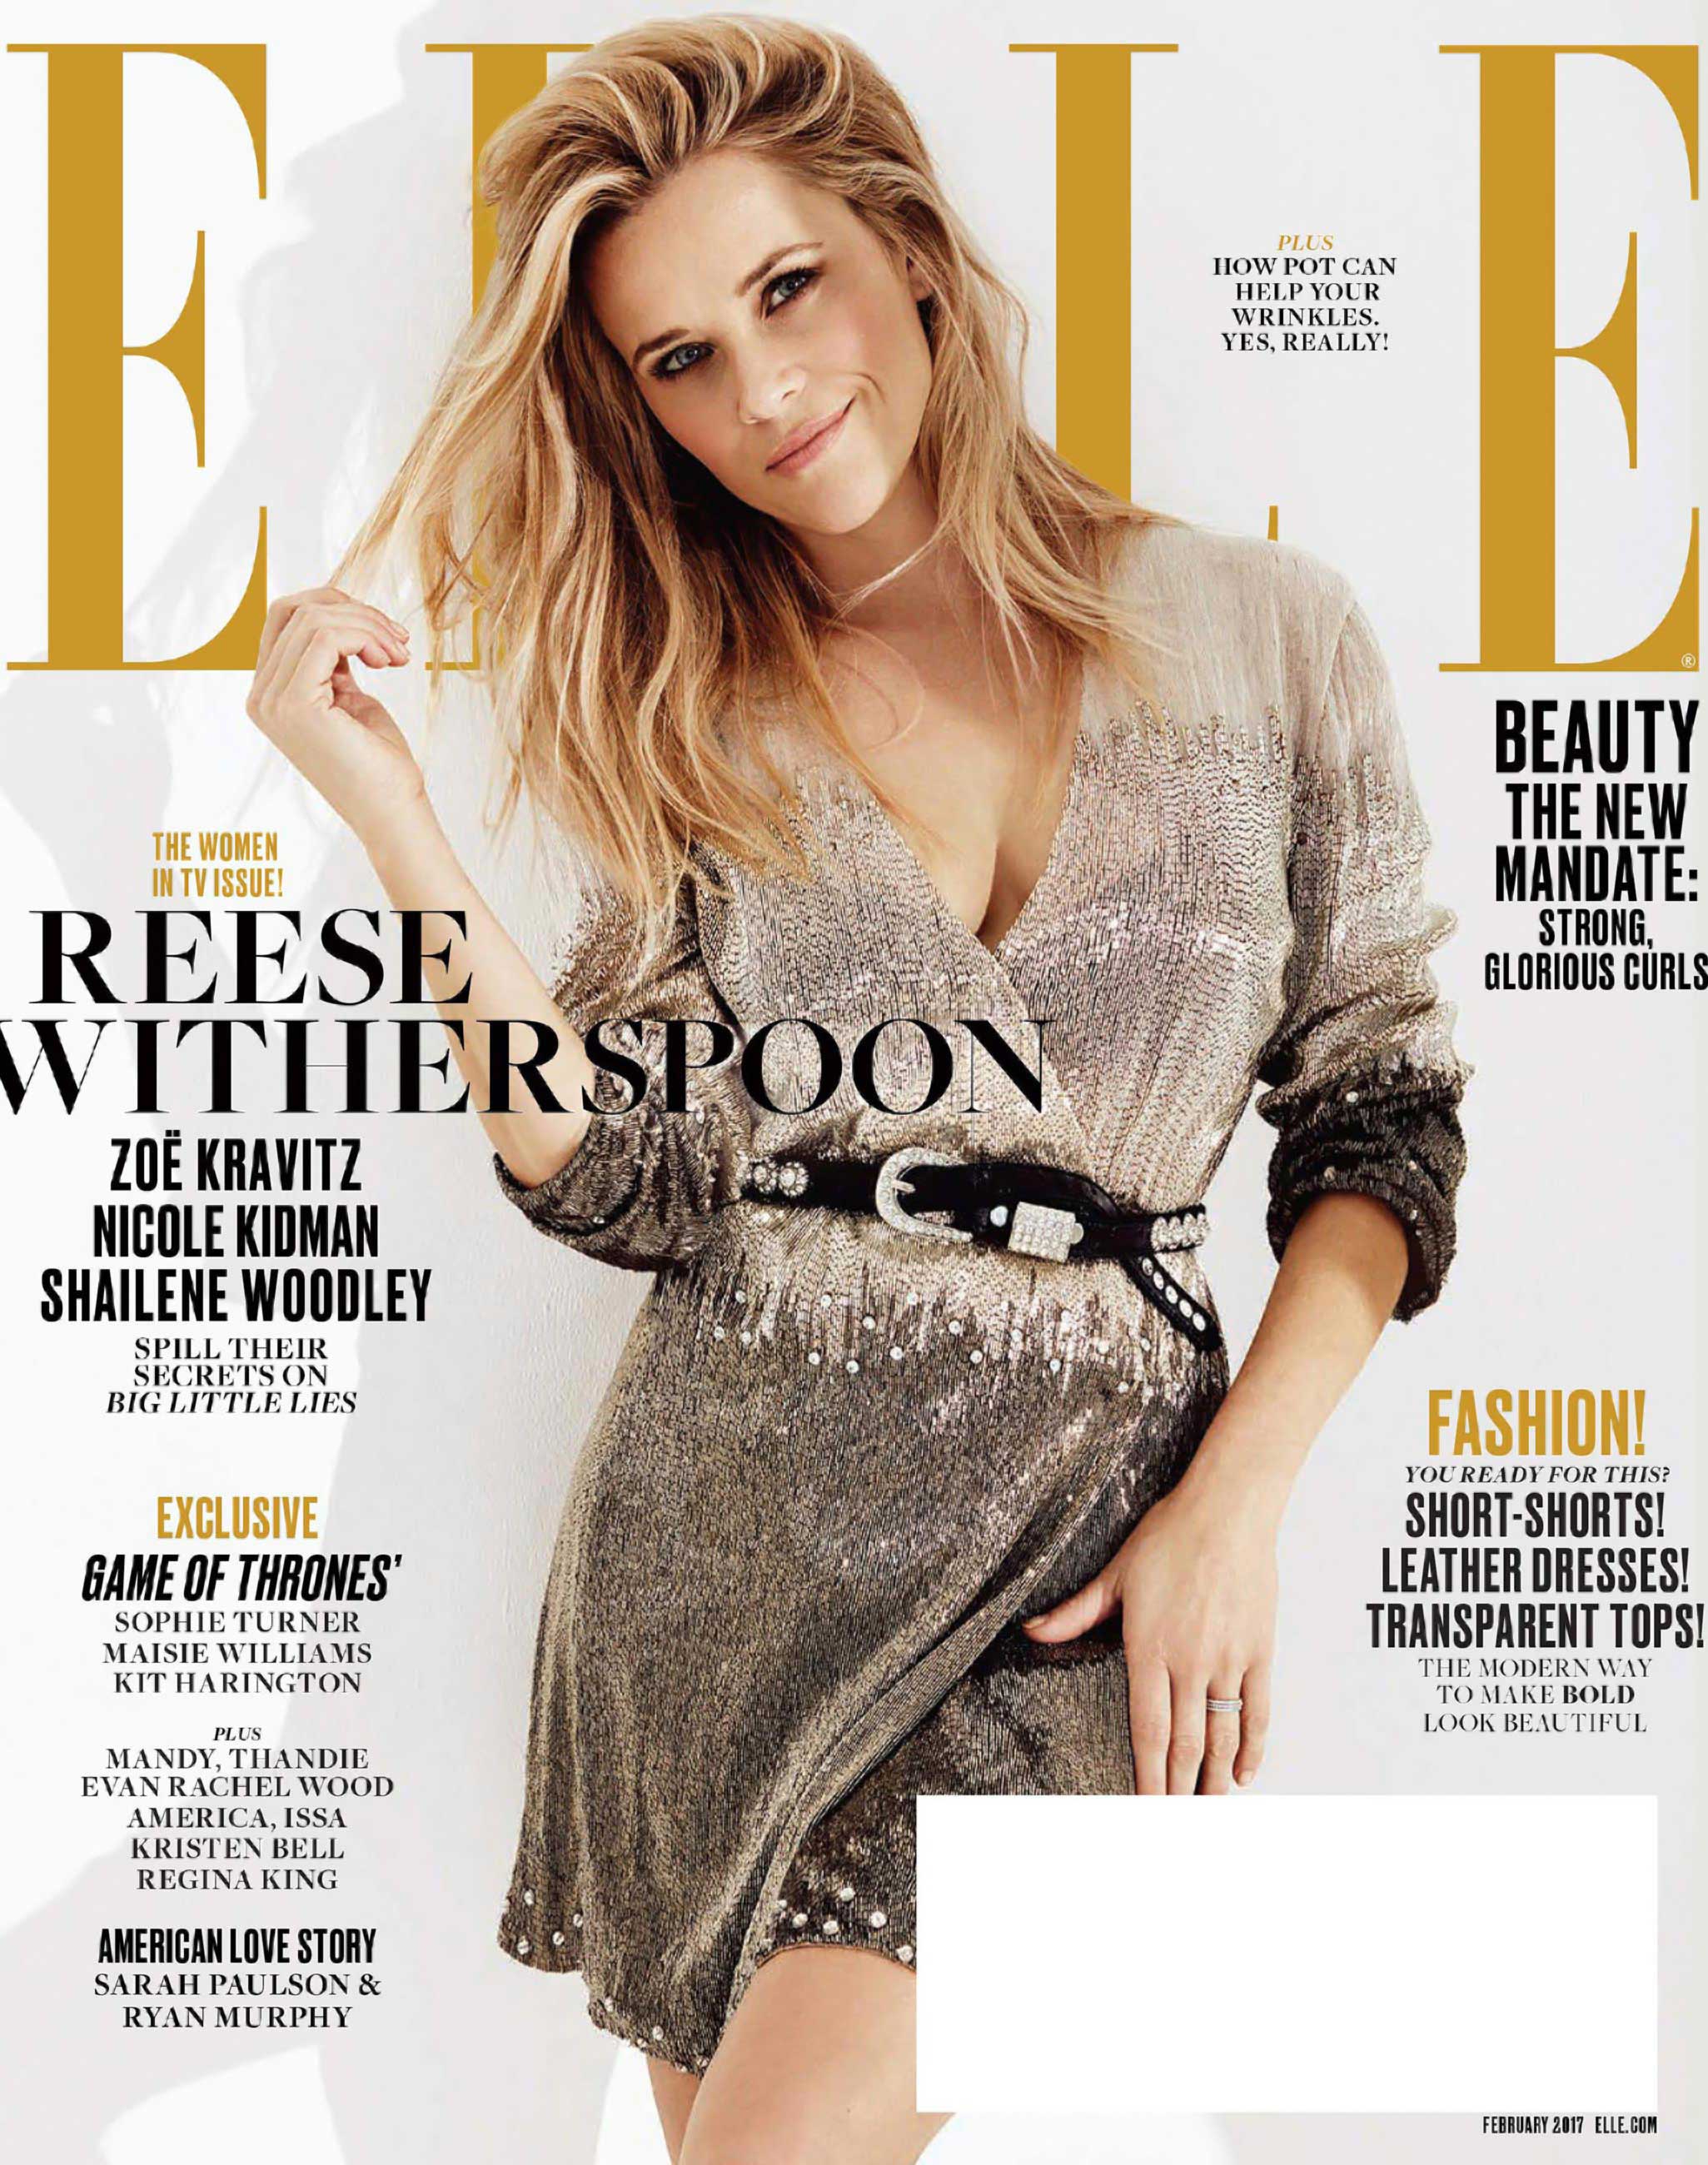 ELLE
®
PLUS
HOW POT CAN
HELP YOUR
WRINKLES.
YES, REALLY!
BEAUTY
THE NEW
MANDATE:
STRONG,
GLORIOUS CURLS
THE WOMEN
IN TV ISSUE!
REESE
WITHERSPOON
ZOË KRAVITZ
NICOLE KIDMAN
SHAILENE WOODLEY
SPILL THEIR
SECRETS ON
BIG LITTLE LIES
EXCLUSIVE
GAME OF THRONES’
SOPHIE TURNER
MAISIE WILLIAMS
KIT HARINGTON
PLUS
MANDY, THANDIE
EVAN RACHEL WOOD
AMERICA, ISSA
KRISTEN BELL
REGINA KING
AMERICAN LOVE STORY
SARAH PAULSON &
RYAN MURPHY
FASHION!
YOU READY FOR THIS?
SHORT-SHORTS!
LEATHER DRESSES!
TRANSPARENT TOPS!
THE MODERN WAY
TO MAKE BOLD
LOOK BEAUTIFUL
FEBRUARY 2017 ELLE.COM